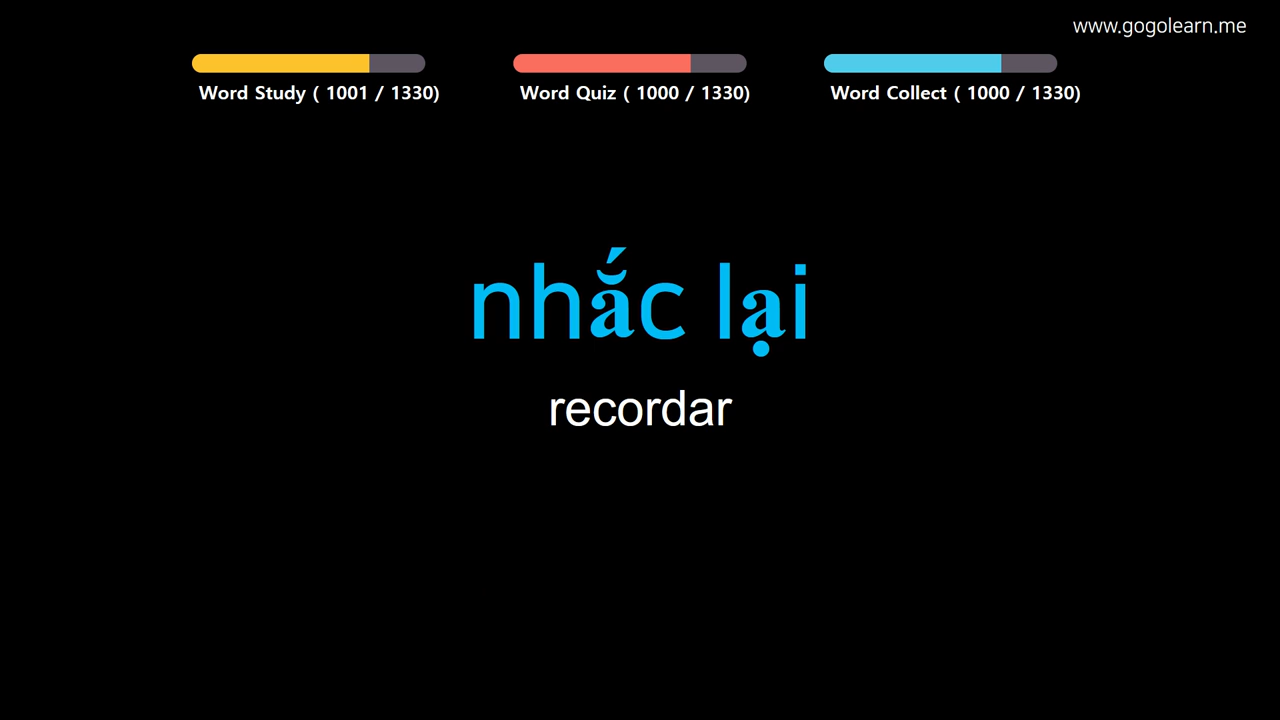 www.gogolearn.me
Word Study ( 1001 / 1330)
Word Quiz ( 1000 / 1330)
Word Collect ( 1000 / 1330)
nhắc lại
recordar